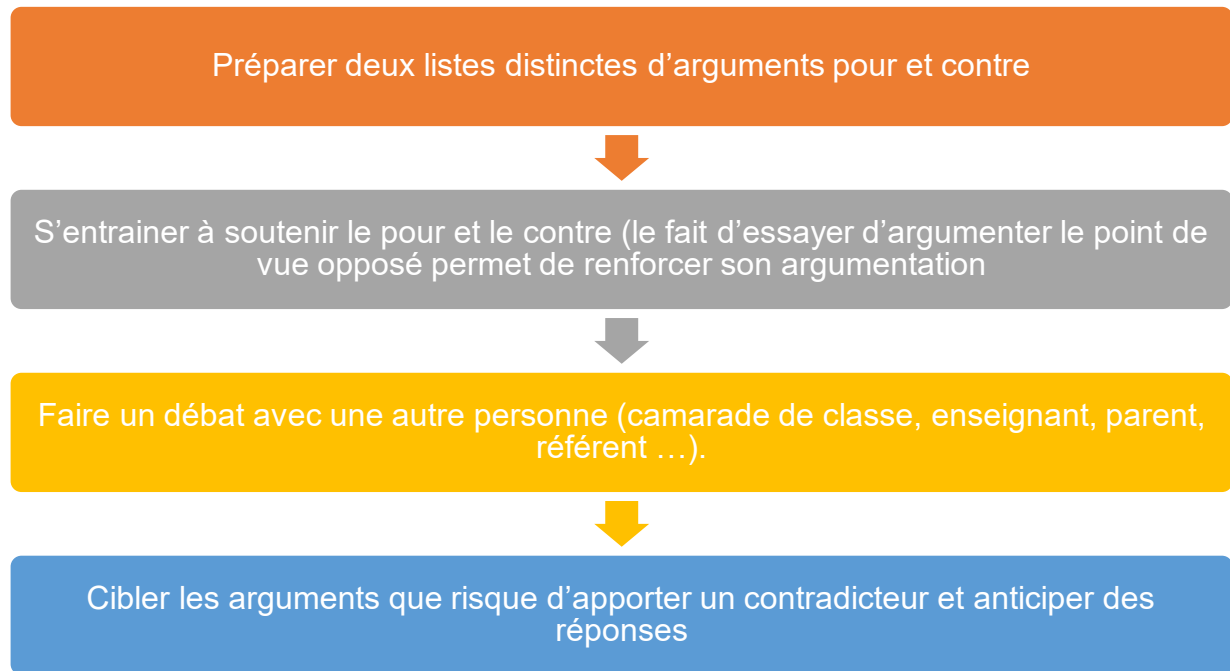 Préparer deux listes distinctes d’arguments pour et contre
S’entrainer à soutenir le pour et le contre (le fait d’essayer d’argumenter le point de
vue opposé permet de renforcer son argumentation
Faire un débat avec une autre personne (camarade de classe, enseignant, parent,
référent …).
Cibler les arguments que risque d’apporter un contradicteur et anticiper des
réponses